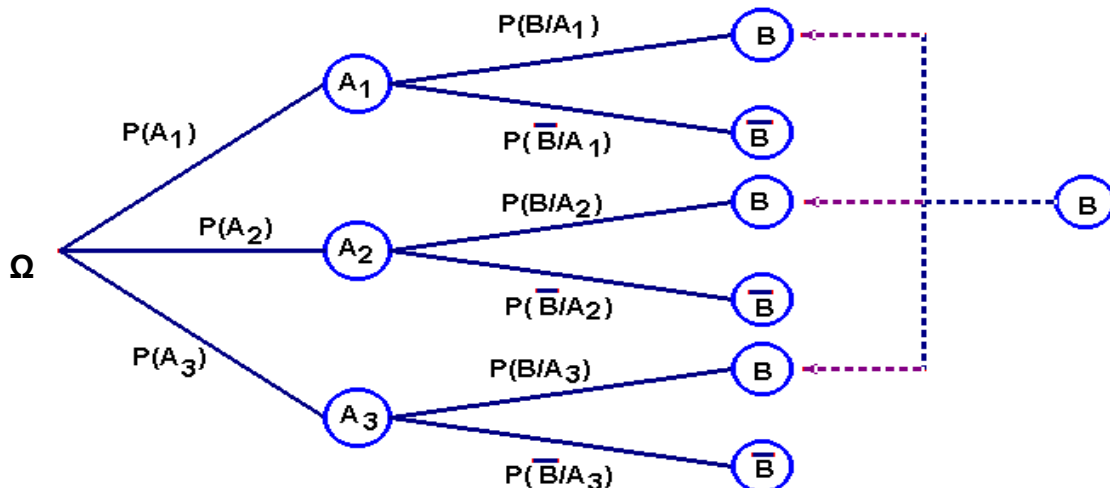 P(B/A1)
B
A1
P(A1)
P(B̅/A1)
B̅
P(B/A2)
B
B
P(A2)
A2
Ω
P(B̅/A2)
B̅
P(A3)
P(B/A3)
B
A3
P(B̅/A3)
B̅